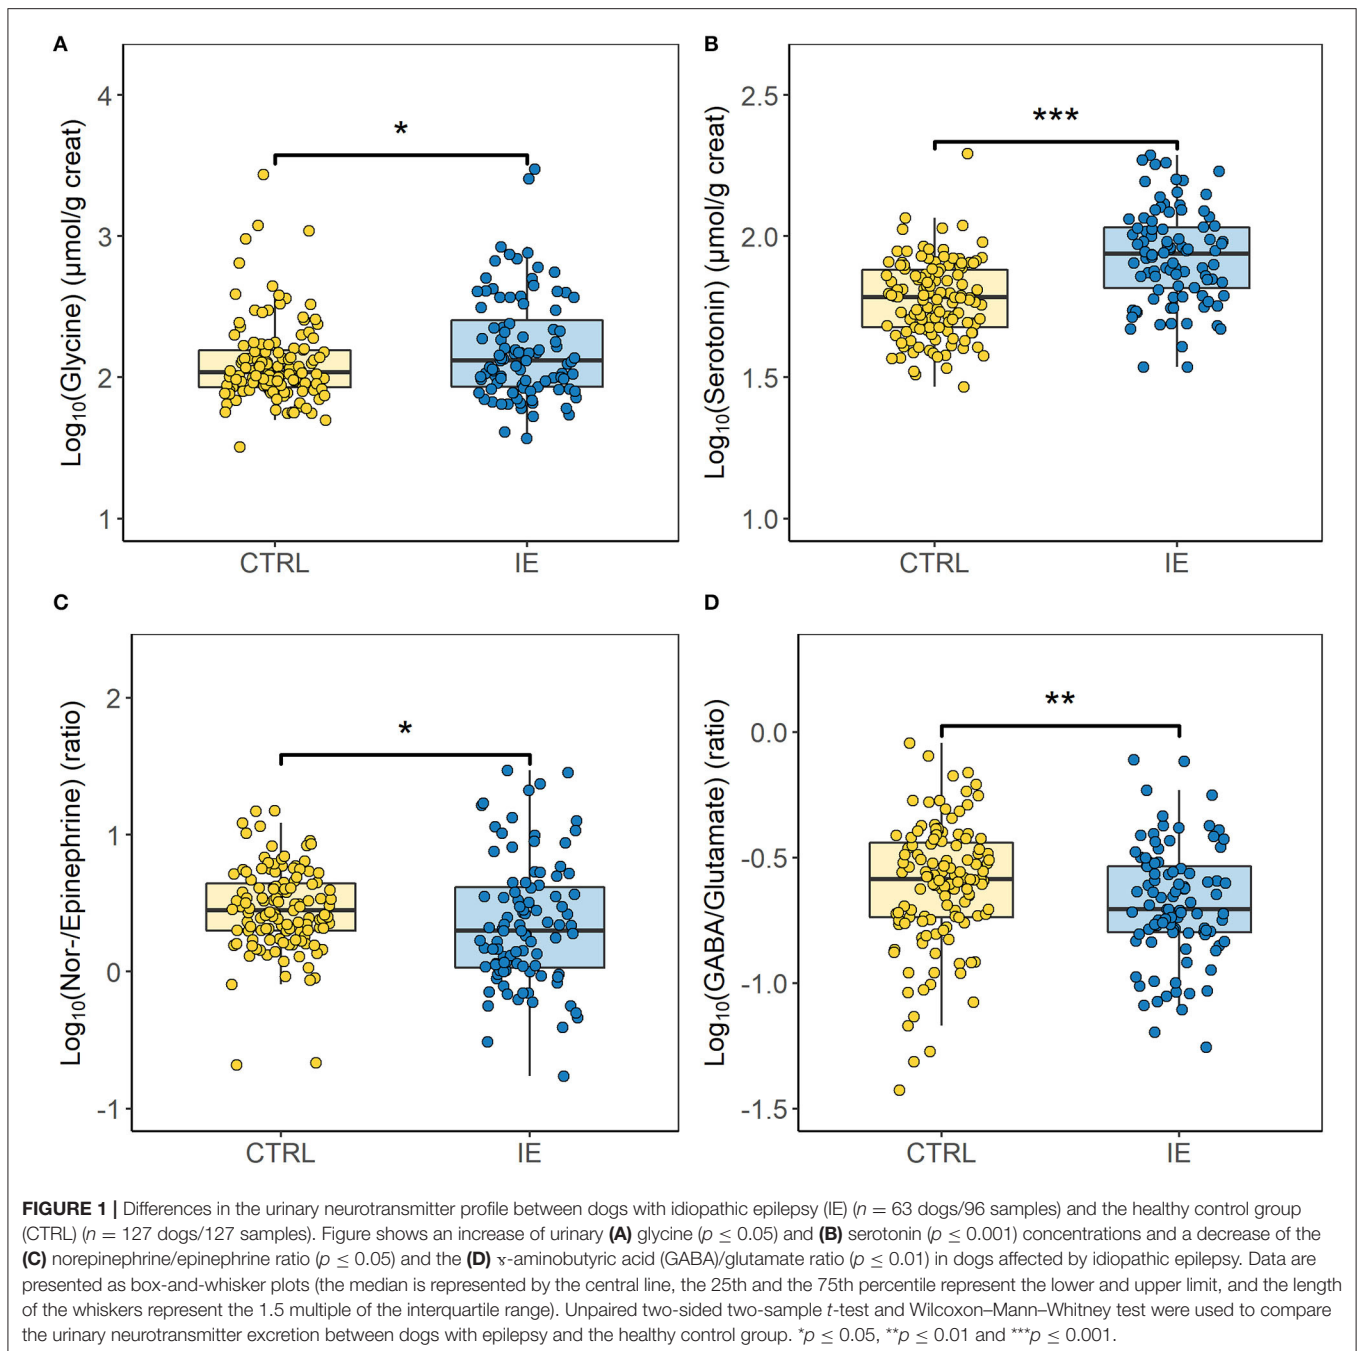 A
Log10(Glycine) (μmol/g creat)
4
3
2
1
*
CTRL
IE
B
Log10(Serotonin) (μmol/g creat)
2.5
2.0
1.5
1.0
***
CTRL
IE
C
Log10(Nor-/Epinephrine) (ratio)
2
1
0
-1
*
CTRL
IE
D
Log10(GABA/Glutamate) (ratio)
0.0
-0.5
-1.0
-1.5
**
CTRL
IE
FIGURE 1 | Differences in the urinary neurotransmitter profile between dogs with idiopathic epilepsy (IE) (n = 63 dogs/96 samples) and the healthy control group
(CTRL) (n = 127 dogs/127 samples). Figure shows an increase of urinary (A) glycine (p ≤ 0.05) and (B) serotonin (p ≤ 0.001) concentrations and a decrease of the
(C) norepinephrine/epinephrine ratio (p ≤ 0.05) and the (D) ɤ-aminobutyric acid (GABA)/glutamate ratio (p ≤ 0.01) in dogs affected by idiopathic epilepsy. Data are
presented as box-and-whisker plots (the median is represented by the central line, the 25th and the 75th percentile represent the lower and upper limit, and the length
of the whiskers represent the 1.5 multiple of the interquartile range). Unpaired two-sided two-sample t-test and Wilcoxon–Mann–Whitney test were used to compare
the urinary neurotransmitter excretion between dogs with epilepsy and the healthy control group. *p ≤ 0.05, **p ≤ 0.01 and ***p ≤ 0.001.